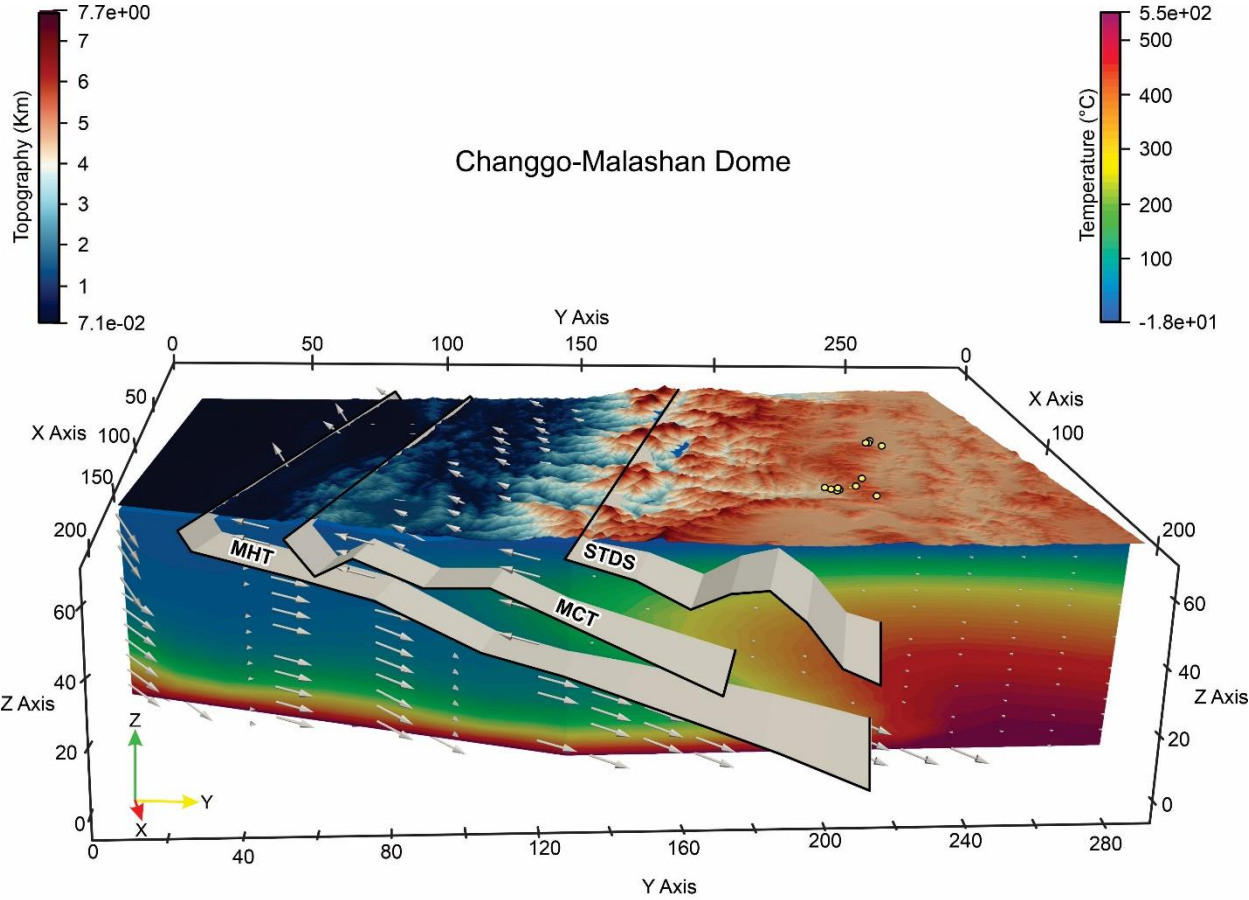 7.7e+00
7
6
5
4
3
2
1
7.1e-02
Topography (Km)
5.5e+02
500
400
300
200
100
-1.8e+01
Temperature (°C)
Changgo-Malashan Dome
Y Axis
0
50
100
150
250
0
50
X Axis
100
150
200
X Axis
100
200
MHT
STDS
MCT
60
40
Z Axis
20
0
60
40
Z Axis
20
0
Z
Y
X
0
40
80
120
160
200
240
280
Y Axis